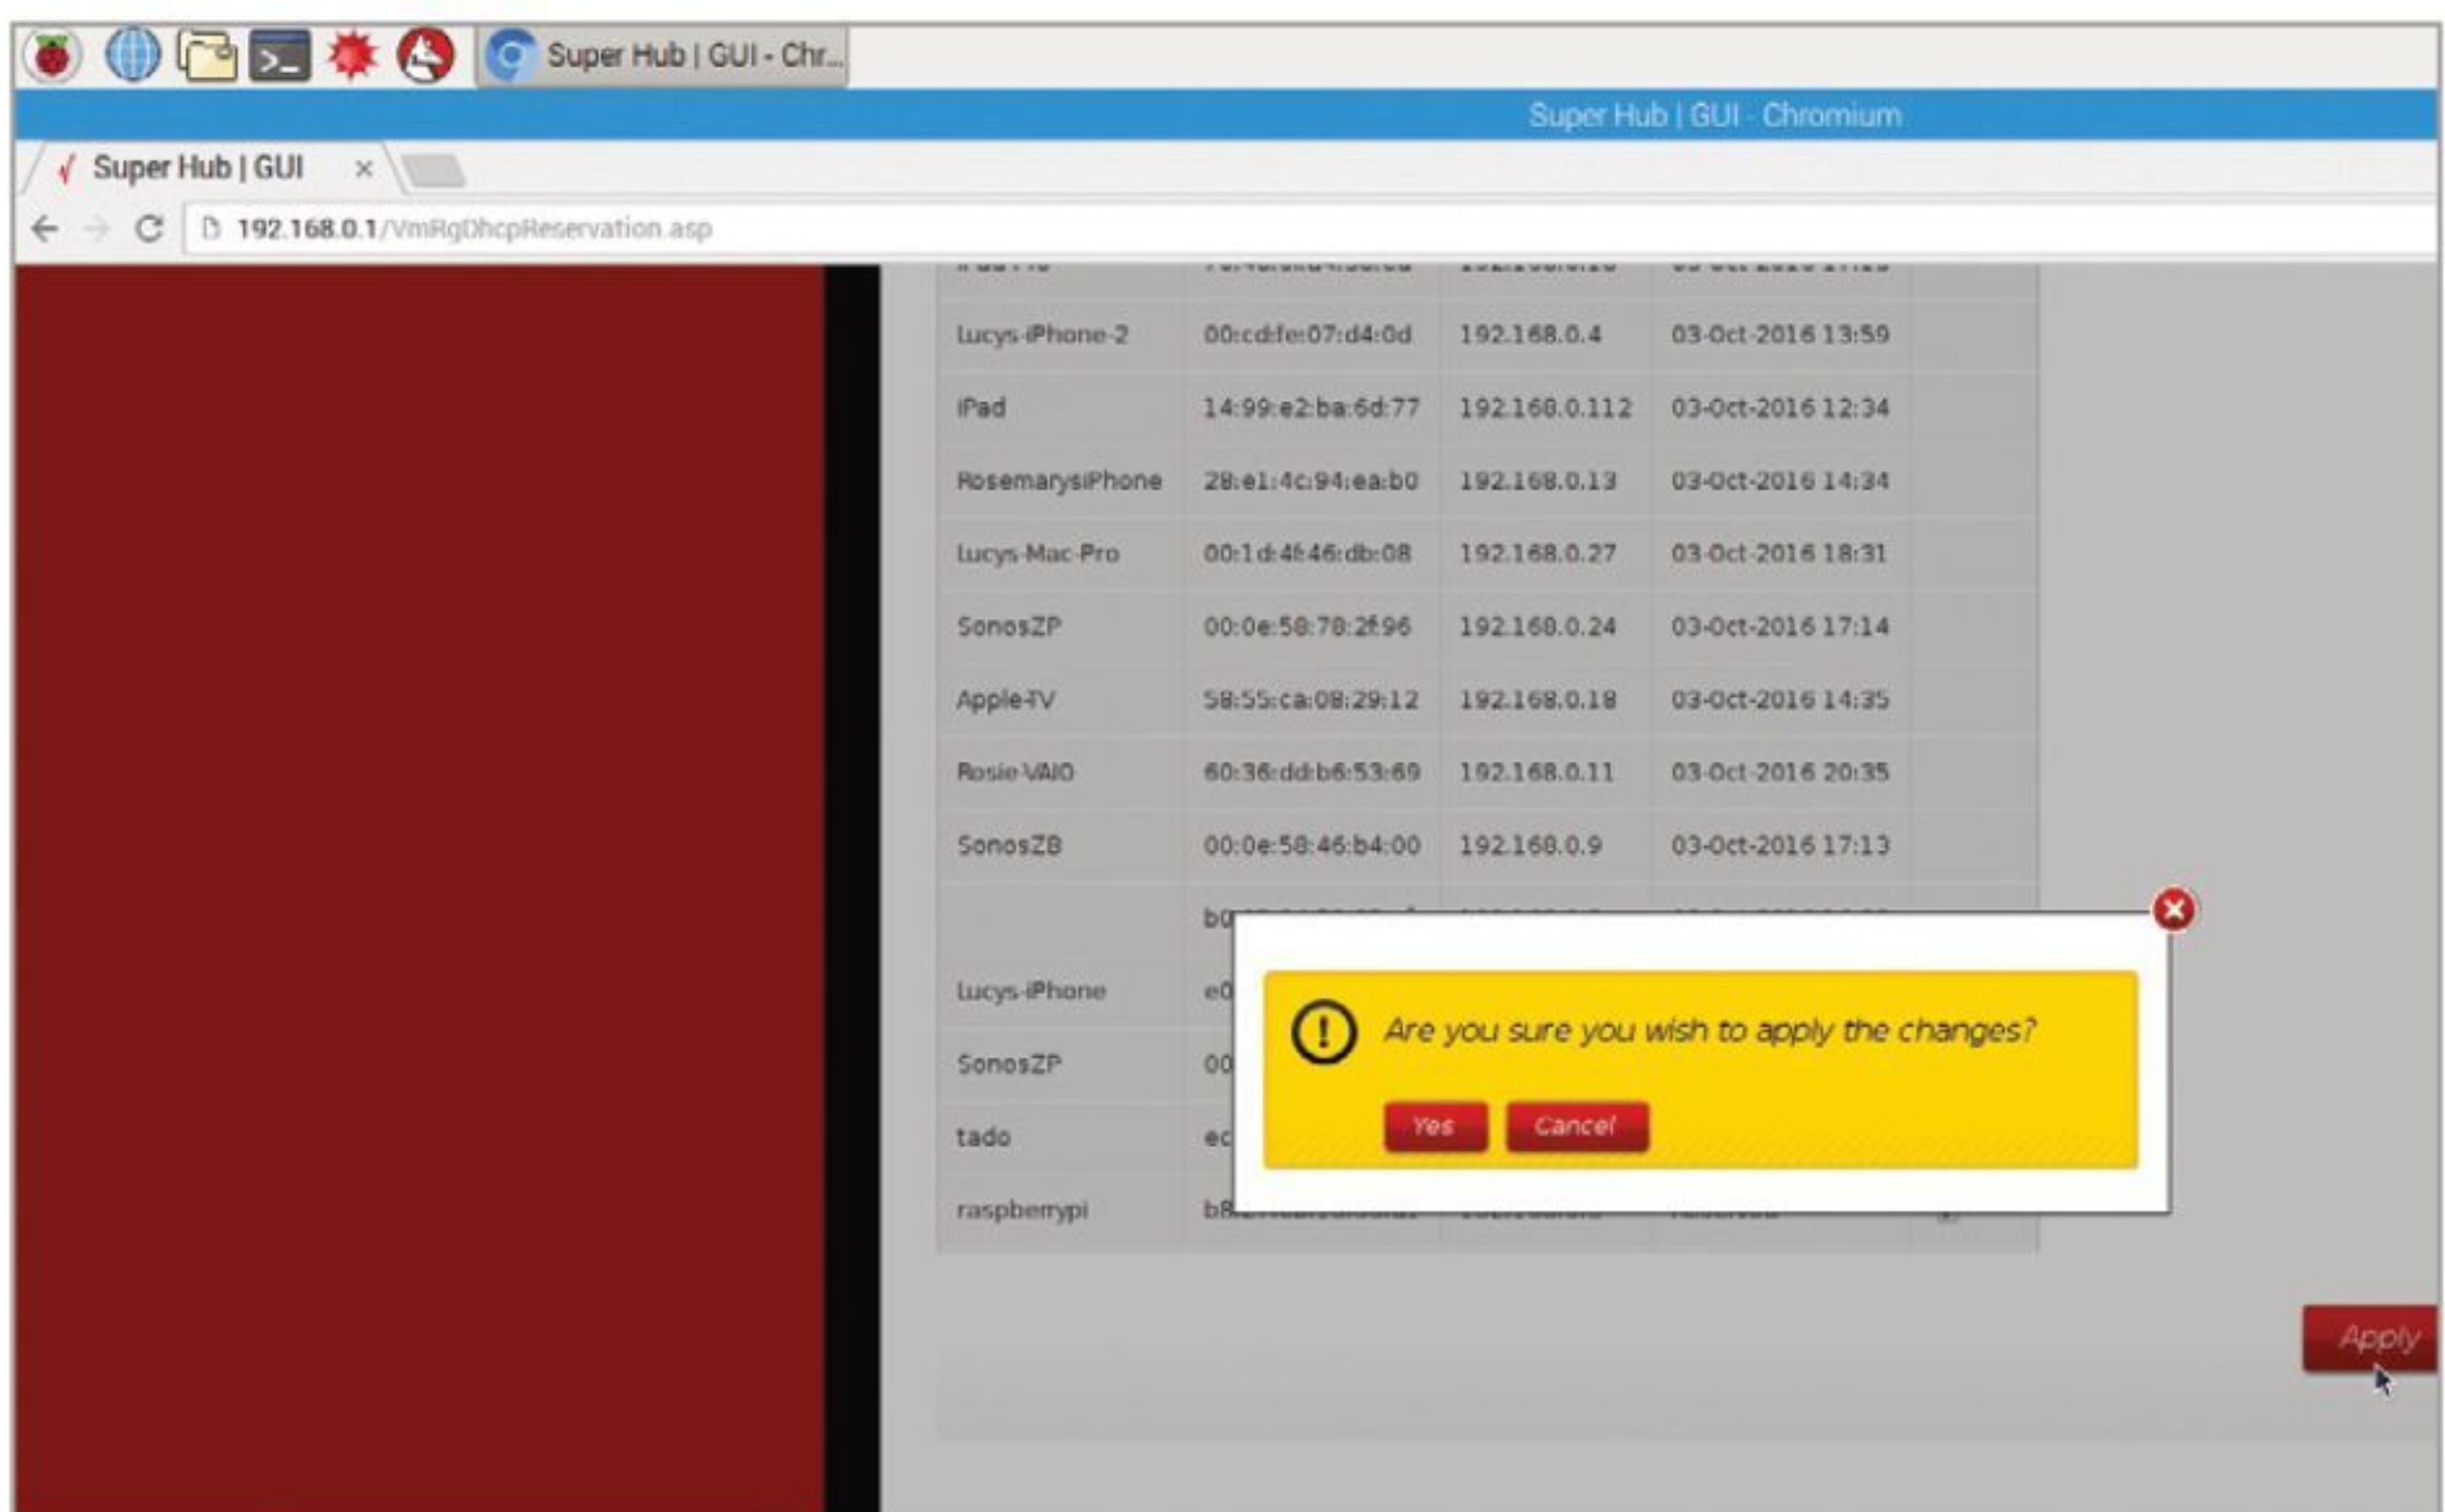 Super Hub | GUI - Chr...
Super Hub | GUI - Chromium
Super Hub | GUI ×
192.168.0.1/VmRgDhcpReservation.asp
Lucys-iPhone-2 00:cd:fe:07:d4:0d 192.168.0.4 03-Oct-2016 13:59
iPad 14:99:e2:ba:6d:77 192.168.0.112 03-Oct-2016 12:34
RosemarysiPhone 28:e1:4c:94:ea:b0 192.168.0.13 03-Oct-2016 14:34
Lucys-Mac-Pro 00:1d:4f:46:db:08 192.168.0.27 03-Oct-2016 18:31
SonosZP 00:0e:58:78:2f:96 192.168.0.24 03-Oct-2016 17:14
Apple-TV 58:55:ca:08:29:12 192.168.0.18 03-Oct-2016 14:35
Rosie-VAIO 60:36:dd:b6:53:69 192.168.0.11 03-Oct-2016 20:35
SonosZB 00:0e:58:46:b4:00 192.168.0.9 03-Oct-2016 17:13
b0
Lucys-iPhone e0
Are you sure you wish to apply the changes?
SonosZP 00
tado ec
Yes Cancel
raspberrypi b8
Apply